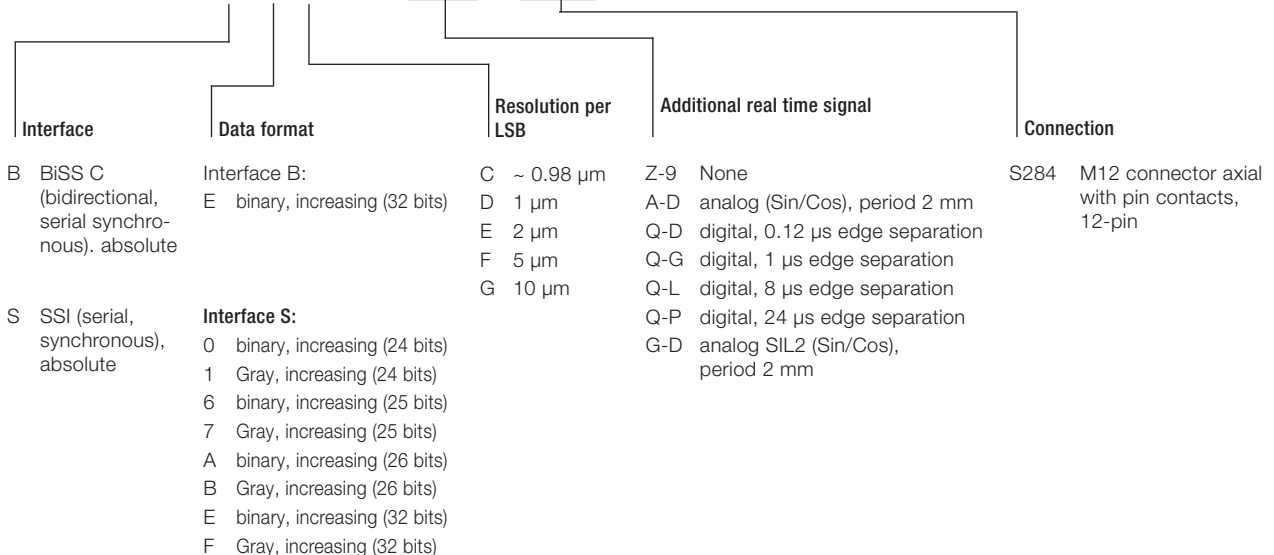 Interface
B BiSS C
(bidirectional,
serial synchro-
nous). absolute
S SSI (serial,
synchronous),
absolute
Data format
Interface B:
E binary, increasing (32 bits)
Interface S:
0 binary, increasing (24 bits)
1 Gray, increasing (24 bits)
6 binary, increasing (25 bits)
7 Gray, increasing (25 bits)
A binary, increasing (26 bits)
B Gray, increasing (26 bits)
E binary, increasing (32 bits)
F Gray, increasing (32 bits)
Resolution per
LSB
C ~ 0.98 µm
D 1 µm
E 2 µm
F 5 µm
G 10 µm
Additional real time signal
Z-9 None
A-D analog (Sin/Cos), period 2 mm
Q-D digital, 0.12 µs edge separation
Q-G digital, 1 µs edge separation
Q-L digital, 8 µs edge separation
Q-P digital, 24 µs edge separation
G-D analog SIL2 (Sin/Cos),
period 2 mm
Connection
S284 M12 connector axial
with pin contacts,
12-pin